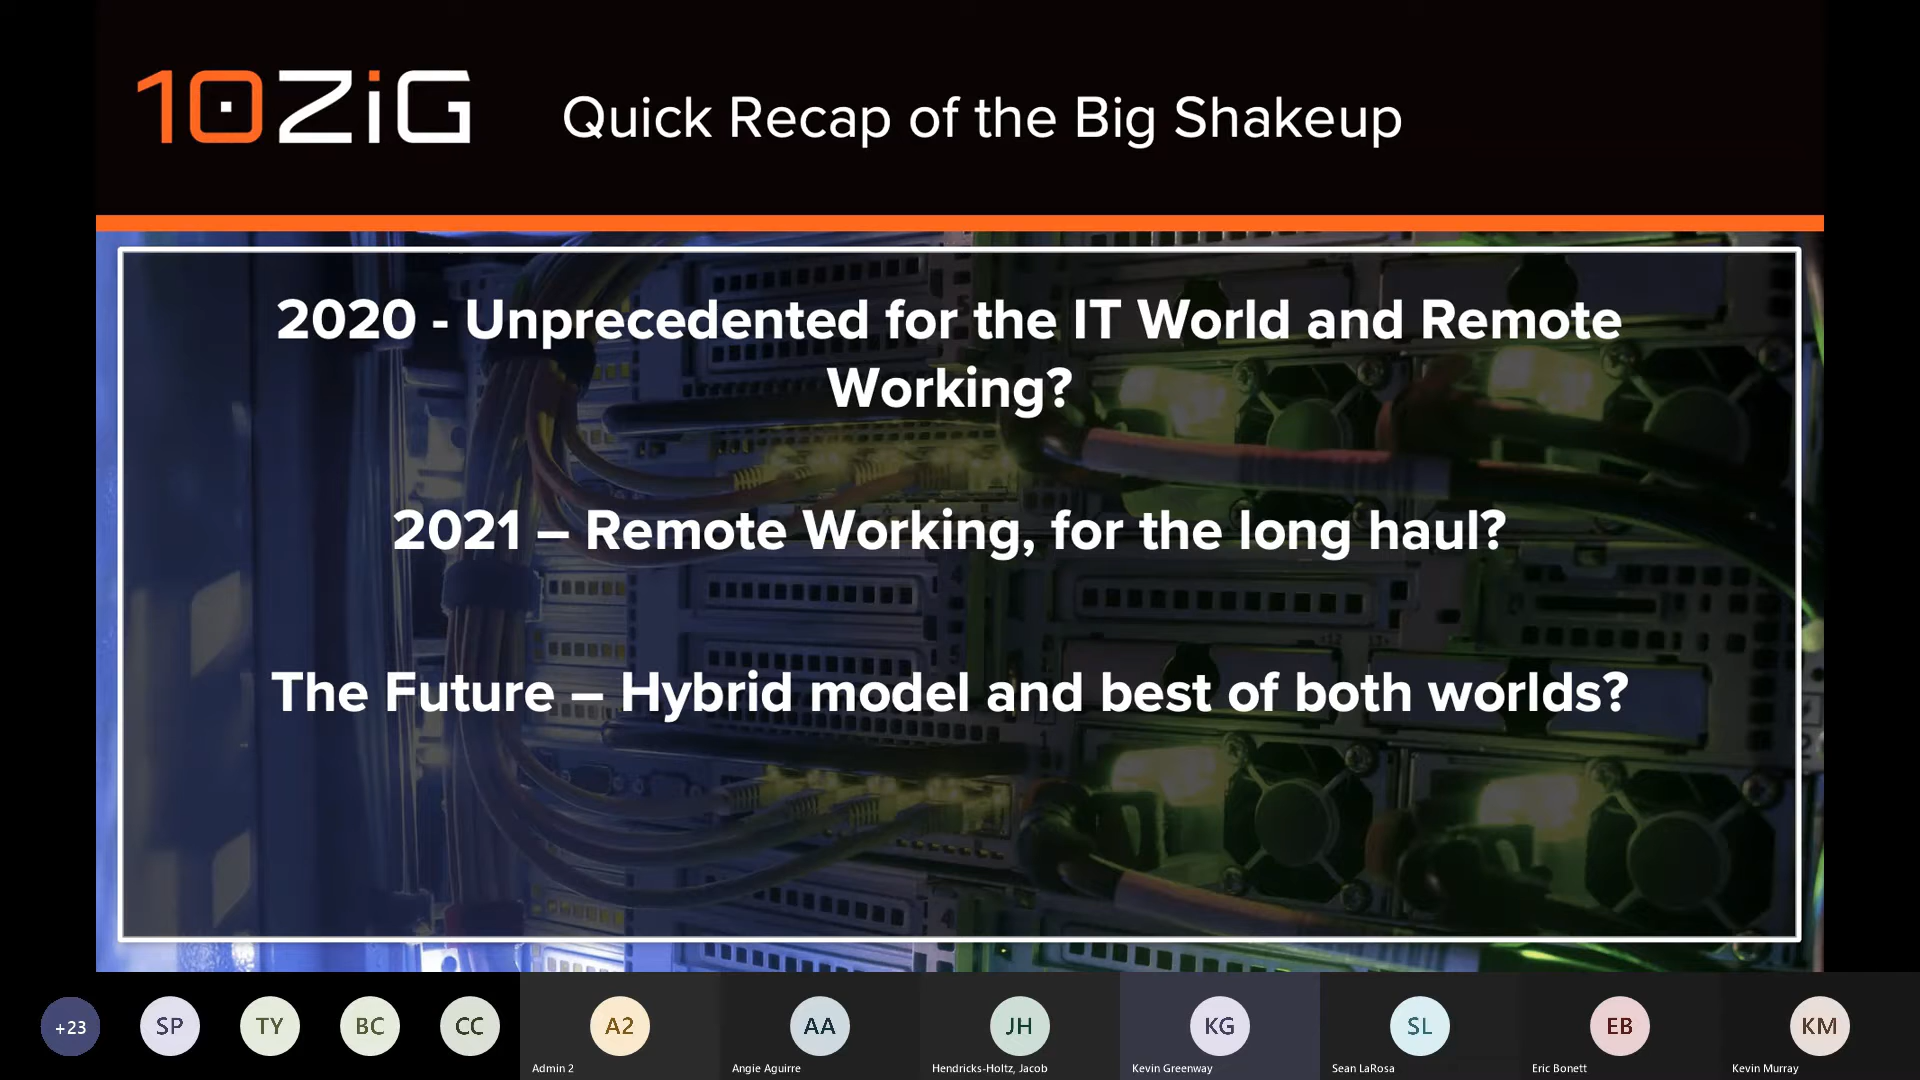 10ZiG
Quick Recap of the Big Shakeup
2020 - Unprecedented for the IT World and Remote
Working?
2021 – Remote Working, for the long haul?
The Future – Hybrid model and best of both worlds?
+23
SP
TY
BC
CC
A2
AA
JH
KG
SL
EB
KM
Admin 2
Angie Aguirre
Hendricks-Holtz, Jacob
Kevin Greenway
Sean LaRosa
Eric Bonett
Kevin Murray